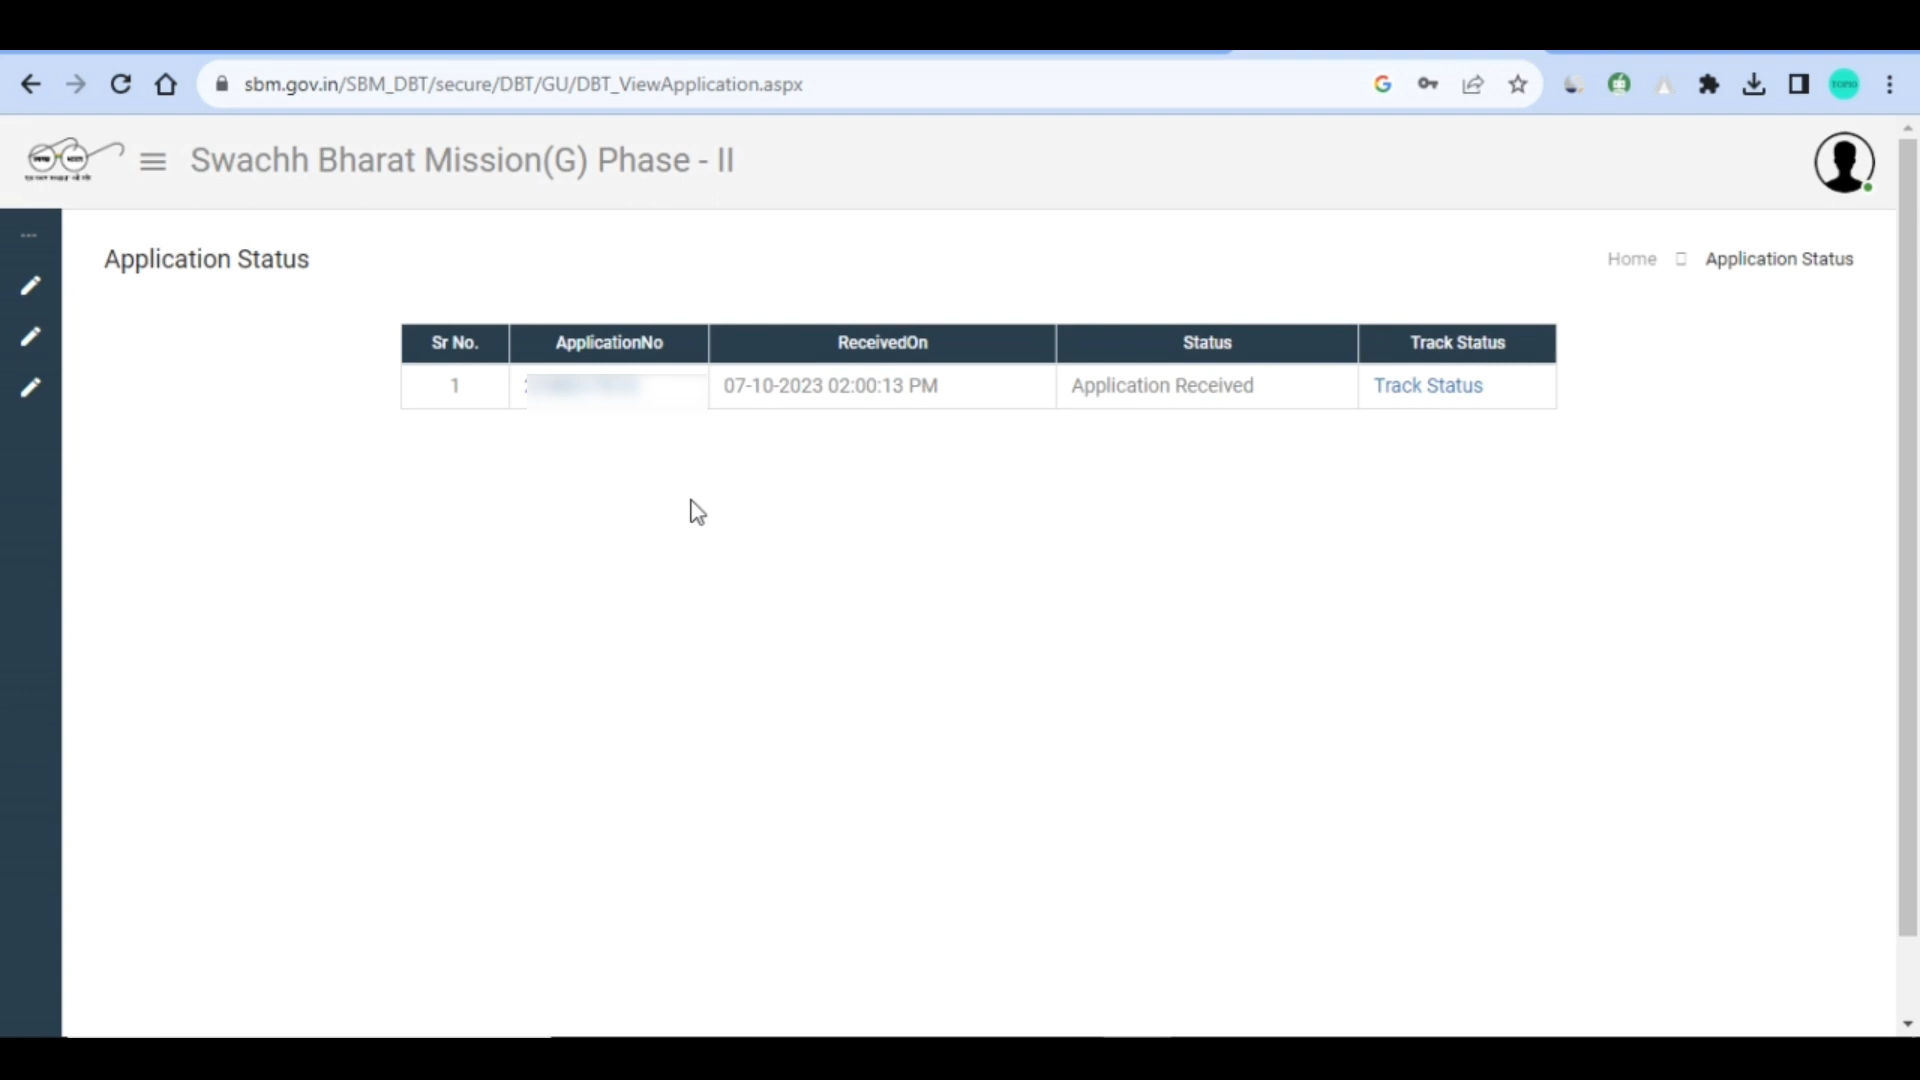 sbm.gov.in/SBM_DBT/secure/DBT/GU/DBT_ViewApplication.aspx
Swachh Bharat Mission(G) Phase - II
Application Status
Home Application Status
Sr No. ApplicationNo ReceivedOn Status Track Status
1 07-10-2023 02:00:13 PM Application Received Track Status